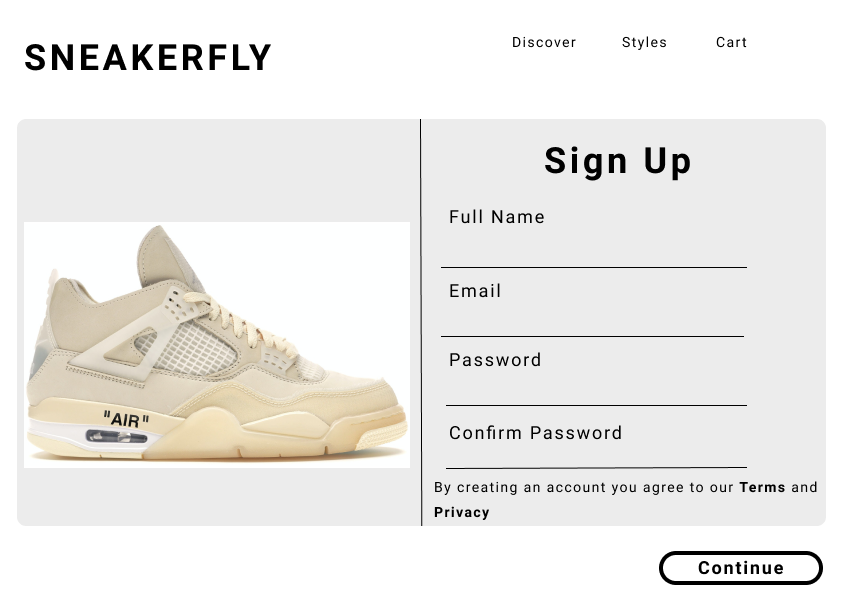 SNEAKERFLY
Discover Styles Cart
Sign Up
Full Name
Email
Password
Confirm Password
By creating an account you agree to our Terms and
Privacy
"AIR"
Continue